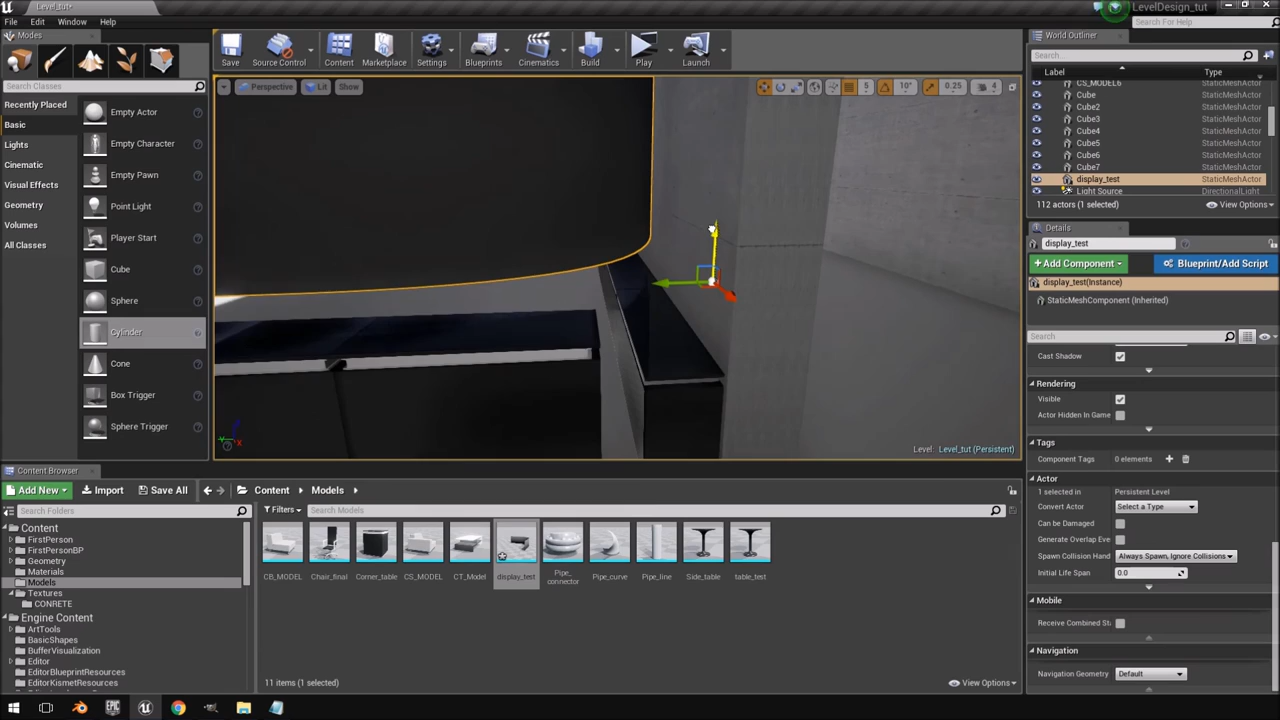 Level_tut*
LevelDesign_tut
File Edit Window Help
Search For Help
Modes
Search Classes
Recently Placed
Basic
Lights
Cinematic
Visual Effects
Geometry
Volumes
All Classes
Empty Actor
Empty Character
Empty Pawn
Point Light
Player Start
Cube
Sphere
Cylinder
Cone
Box Trigger
Sphere Trigger
Save Source Control Content Marketplace Settings Blueprints Cinematics Build Play Launch
Perspective Lit Show 5 10° 0.25 4
Level: Level_tut (Persistent)
World Outliner
Search...
Label Type
CS_MODEL6 StaticMeshActor
Cube StaticMeshActor
Cube2 StaticMeshActor
Cube3 StaticMeshActor
Cube4 StaticMeshActor
Cube5 StaticMeshActor
Cube6 StaticMeshActor
Cube7 StaticMeshActor
display_test StaticMeshActor
Light Source DirectionalLight
112 actors (1 selected) View Options
Details
display_test
+Add Component Blueprint/Add Script
display_test(Instance)
StaticMeshComponent (Inherited)
Search
Cast Shadow
Rendering
Visible
Actor Hidden In Game
Tags
Component Tags 0 elements
Actor
1 selected in Persistent Level
Convert Actor Select a Type
Can be Damaged
Generate Overlap Eve
Spawn Collision Hand Always Spawn, Ignore Collisions
Initial Life Span 0.0
Mobile
Receive Combined Sta
Navigation
Navigation Geometry Default
Content Browser
Add New Import Save All Content Models
Search Folders
Filters Search Models
Content
FirstPerson
FirstPersonBP
Geometry
Materials
Models
Textures
CONRETE
Engine Content
ArtTools
BasicShapes
BufferVisualization
Editor
EditorBlueprintResources
EditorKismetResources
CB_MODEL Chair_final Corner_table CS_MODEL CT_Model display_test Pipe_connector Pipe_curve Pipe_line Side_table table_test
11 items (1 selected) View Options